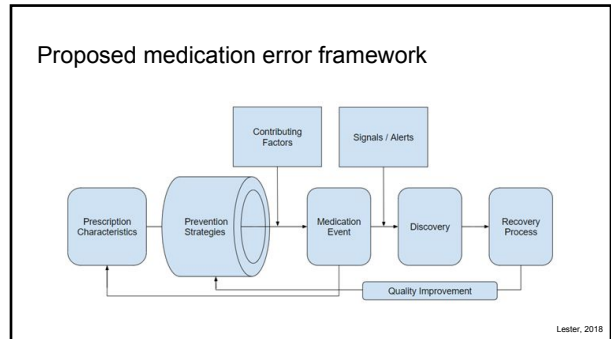 Proposed medication error framework
Contributing
Factors
Signals / Alerts
Prescription
Characteristics
Prevention
Strategies
Medication
Event
Discovery
Recovery
Process
Quality Improvement
Lester, 2018